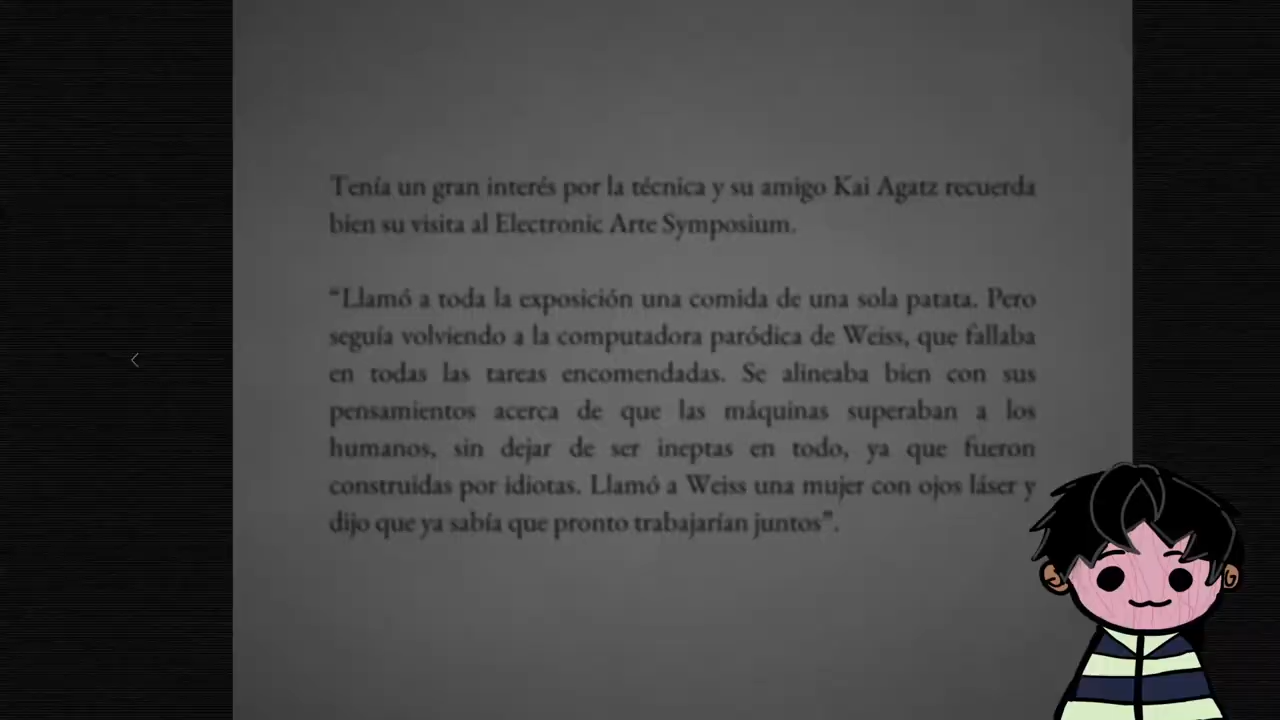 Tenía un gran interés por la técnica y su amigo Kai Agatz recuerda
bien su visita al Electronic Arte Symposium.
“Llamó a toda la exposición una comida de una sola patata. Pero
seguía volviendo a la computadora paródica de Weiss, que fallaba
en todas las tareas encomendadas. Se alineaba bien con sus
pensamientos acerca de que las máquinas superaban a los
humanos, sin dejar de ser ineptas en todo, ya que fueron
construidas por idiotas. Llamó a Weiss una mujer con ojos láser y
dijo que ya sabía que pronto trabajarían juntos”.